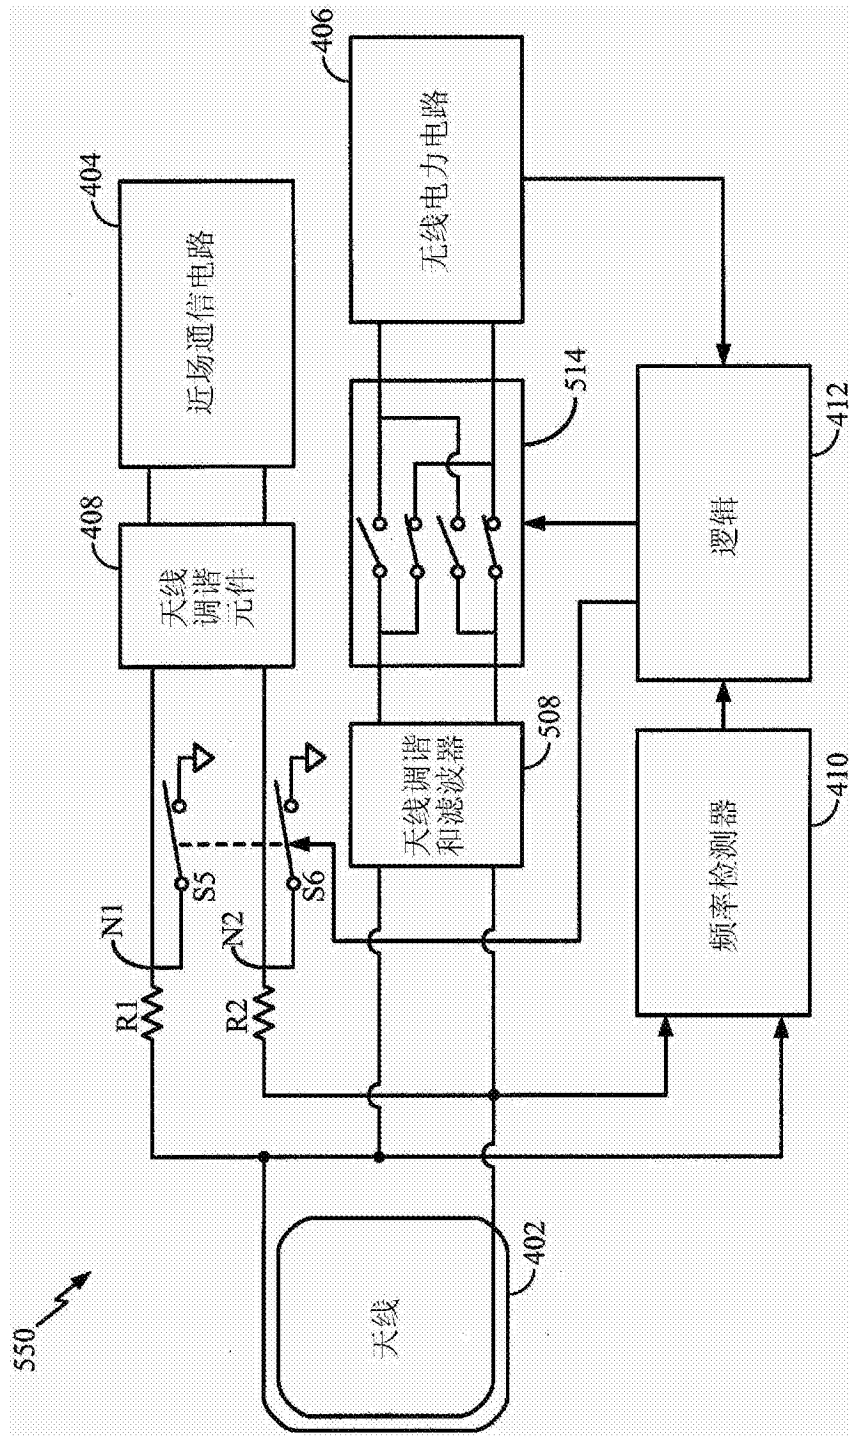 550
天线
402
R1
R2
N1
N2
S5
S6
天线
调谐
元件
408
近场通信电路
404
天线调谐
和滤波器
508
514
无线电力电路
406
频率检测器
410
逻辑
412